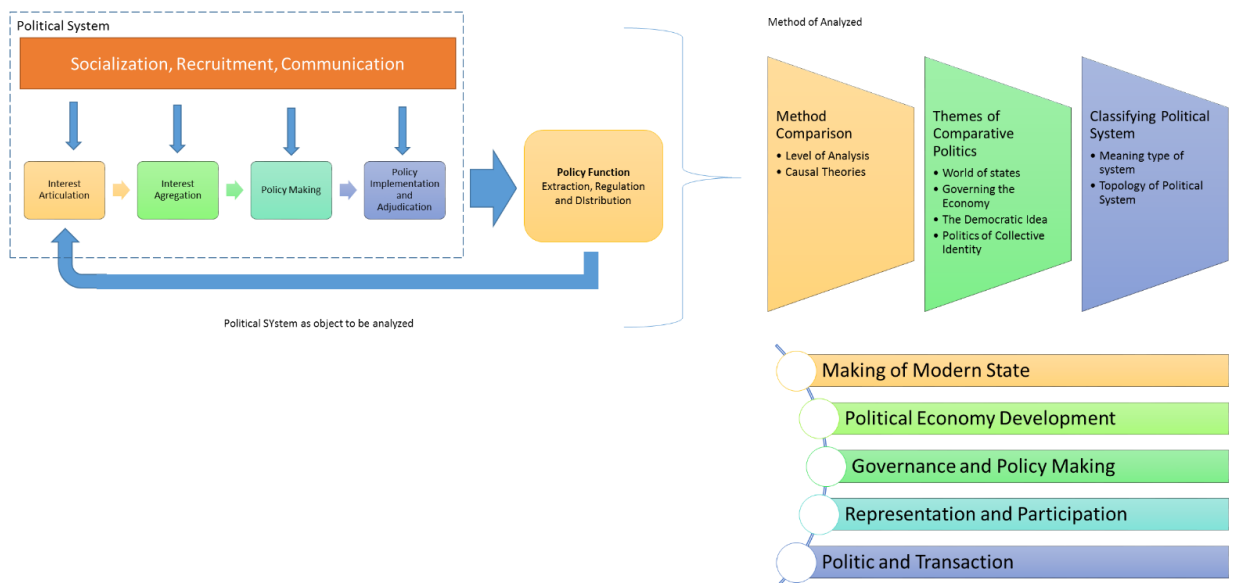 Political System
Socialization, Recruitment, Communication
Interest
Articulation
Interest
Agregation
Policy Making
Policy
Implementation
and
Adjudication
Policy Function
Extraction, Regulation
and DIstribution
Political SYstem as object to be analyzed
Method of Analyzed
Method
Comparison
• Level of Analysis
• Causal Theories
Themes of
Comparative
Politics
• World of states
• Governing the
Economy
• The Democratic Idea
• Politics of Collective
Identity
Classifying Political
System
• Meaning type of
system
• Topology of Political
System
Making of Modern State
Political Economy Development
Governance and Policy Making
Representation and Participation
Politic and Transaction